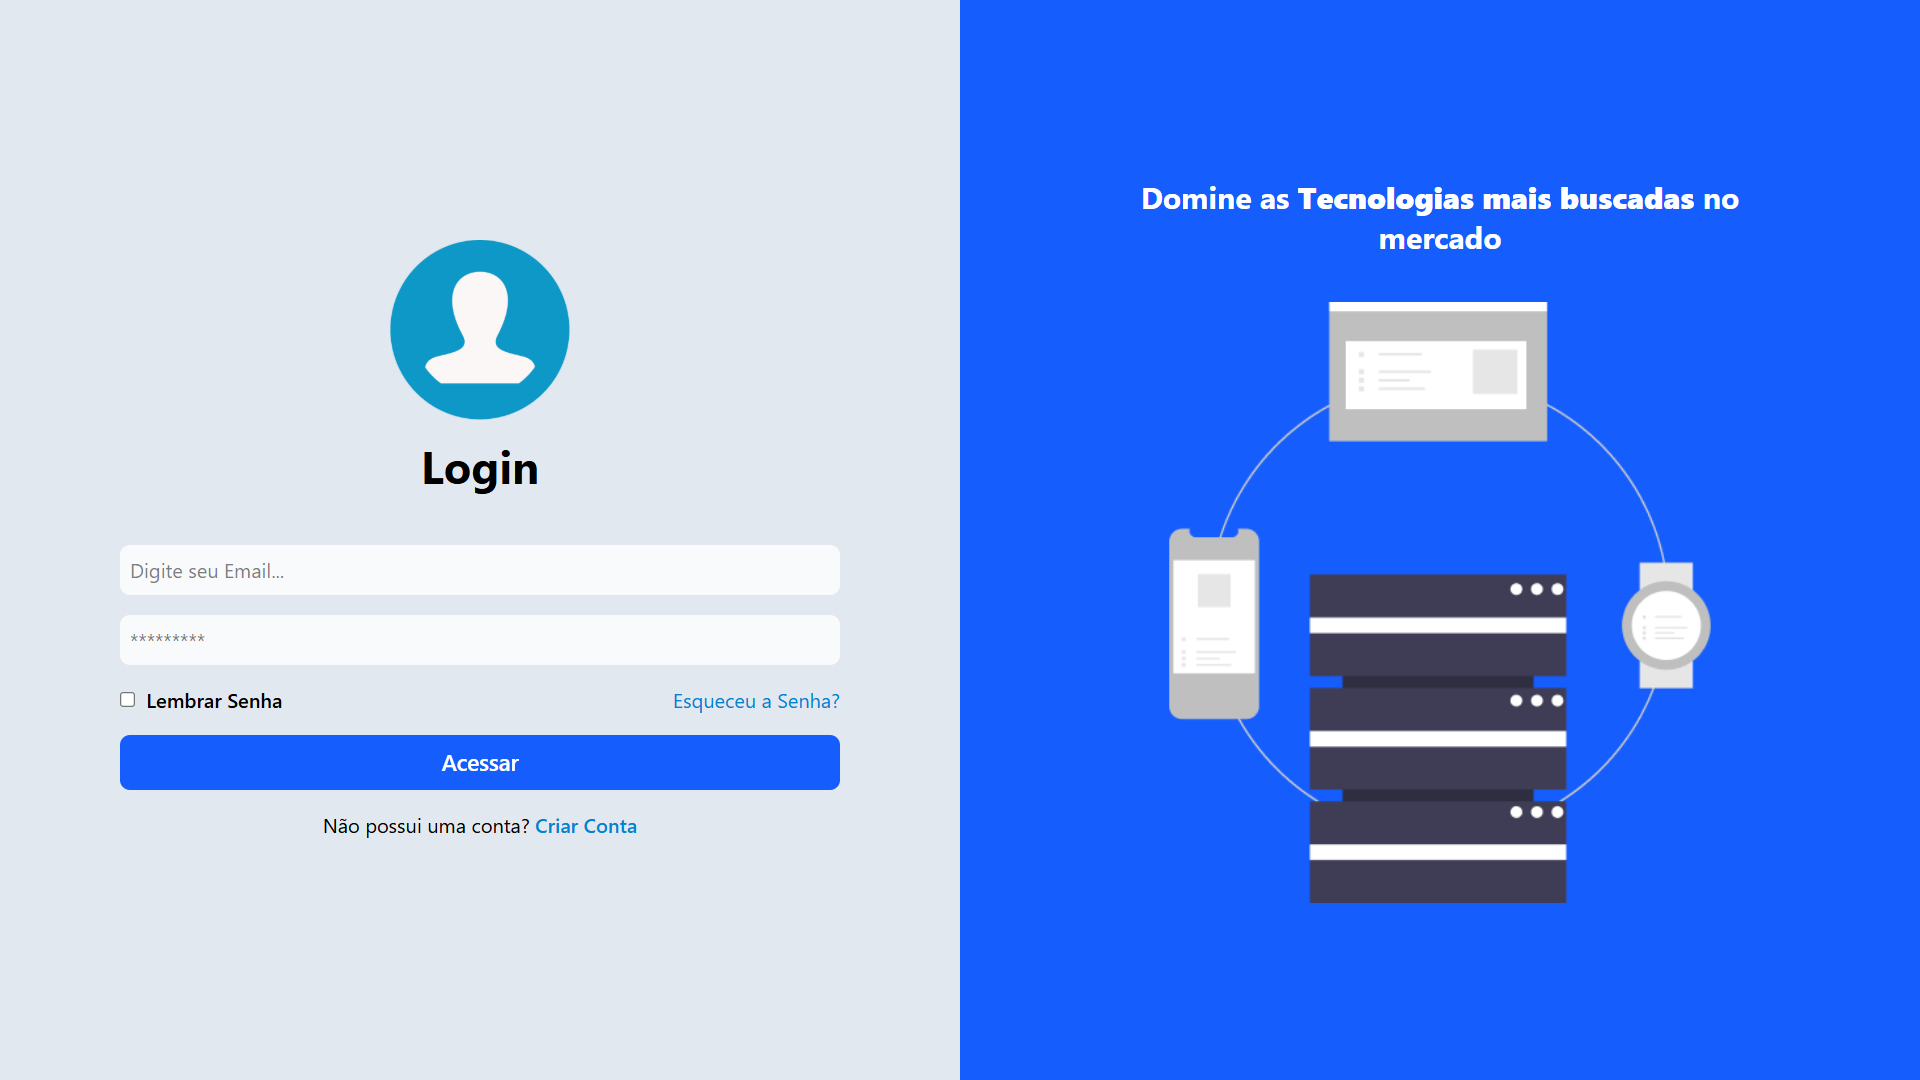 Login
Digite seu Email...
*********
Lembrar Senha
Esqueceu a Senha?
Acessar
Não possui uma conta? Criar Conta
Domine as Tecnologias mais buscadas no
mercado